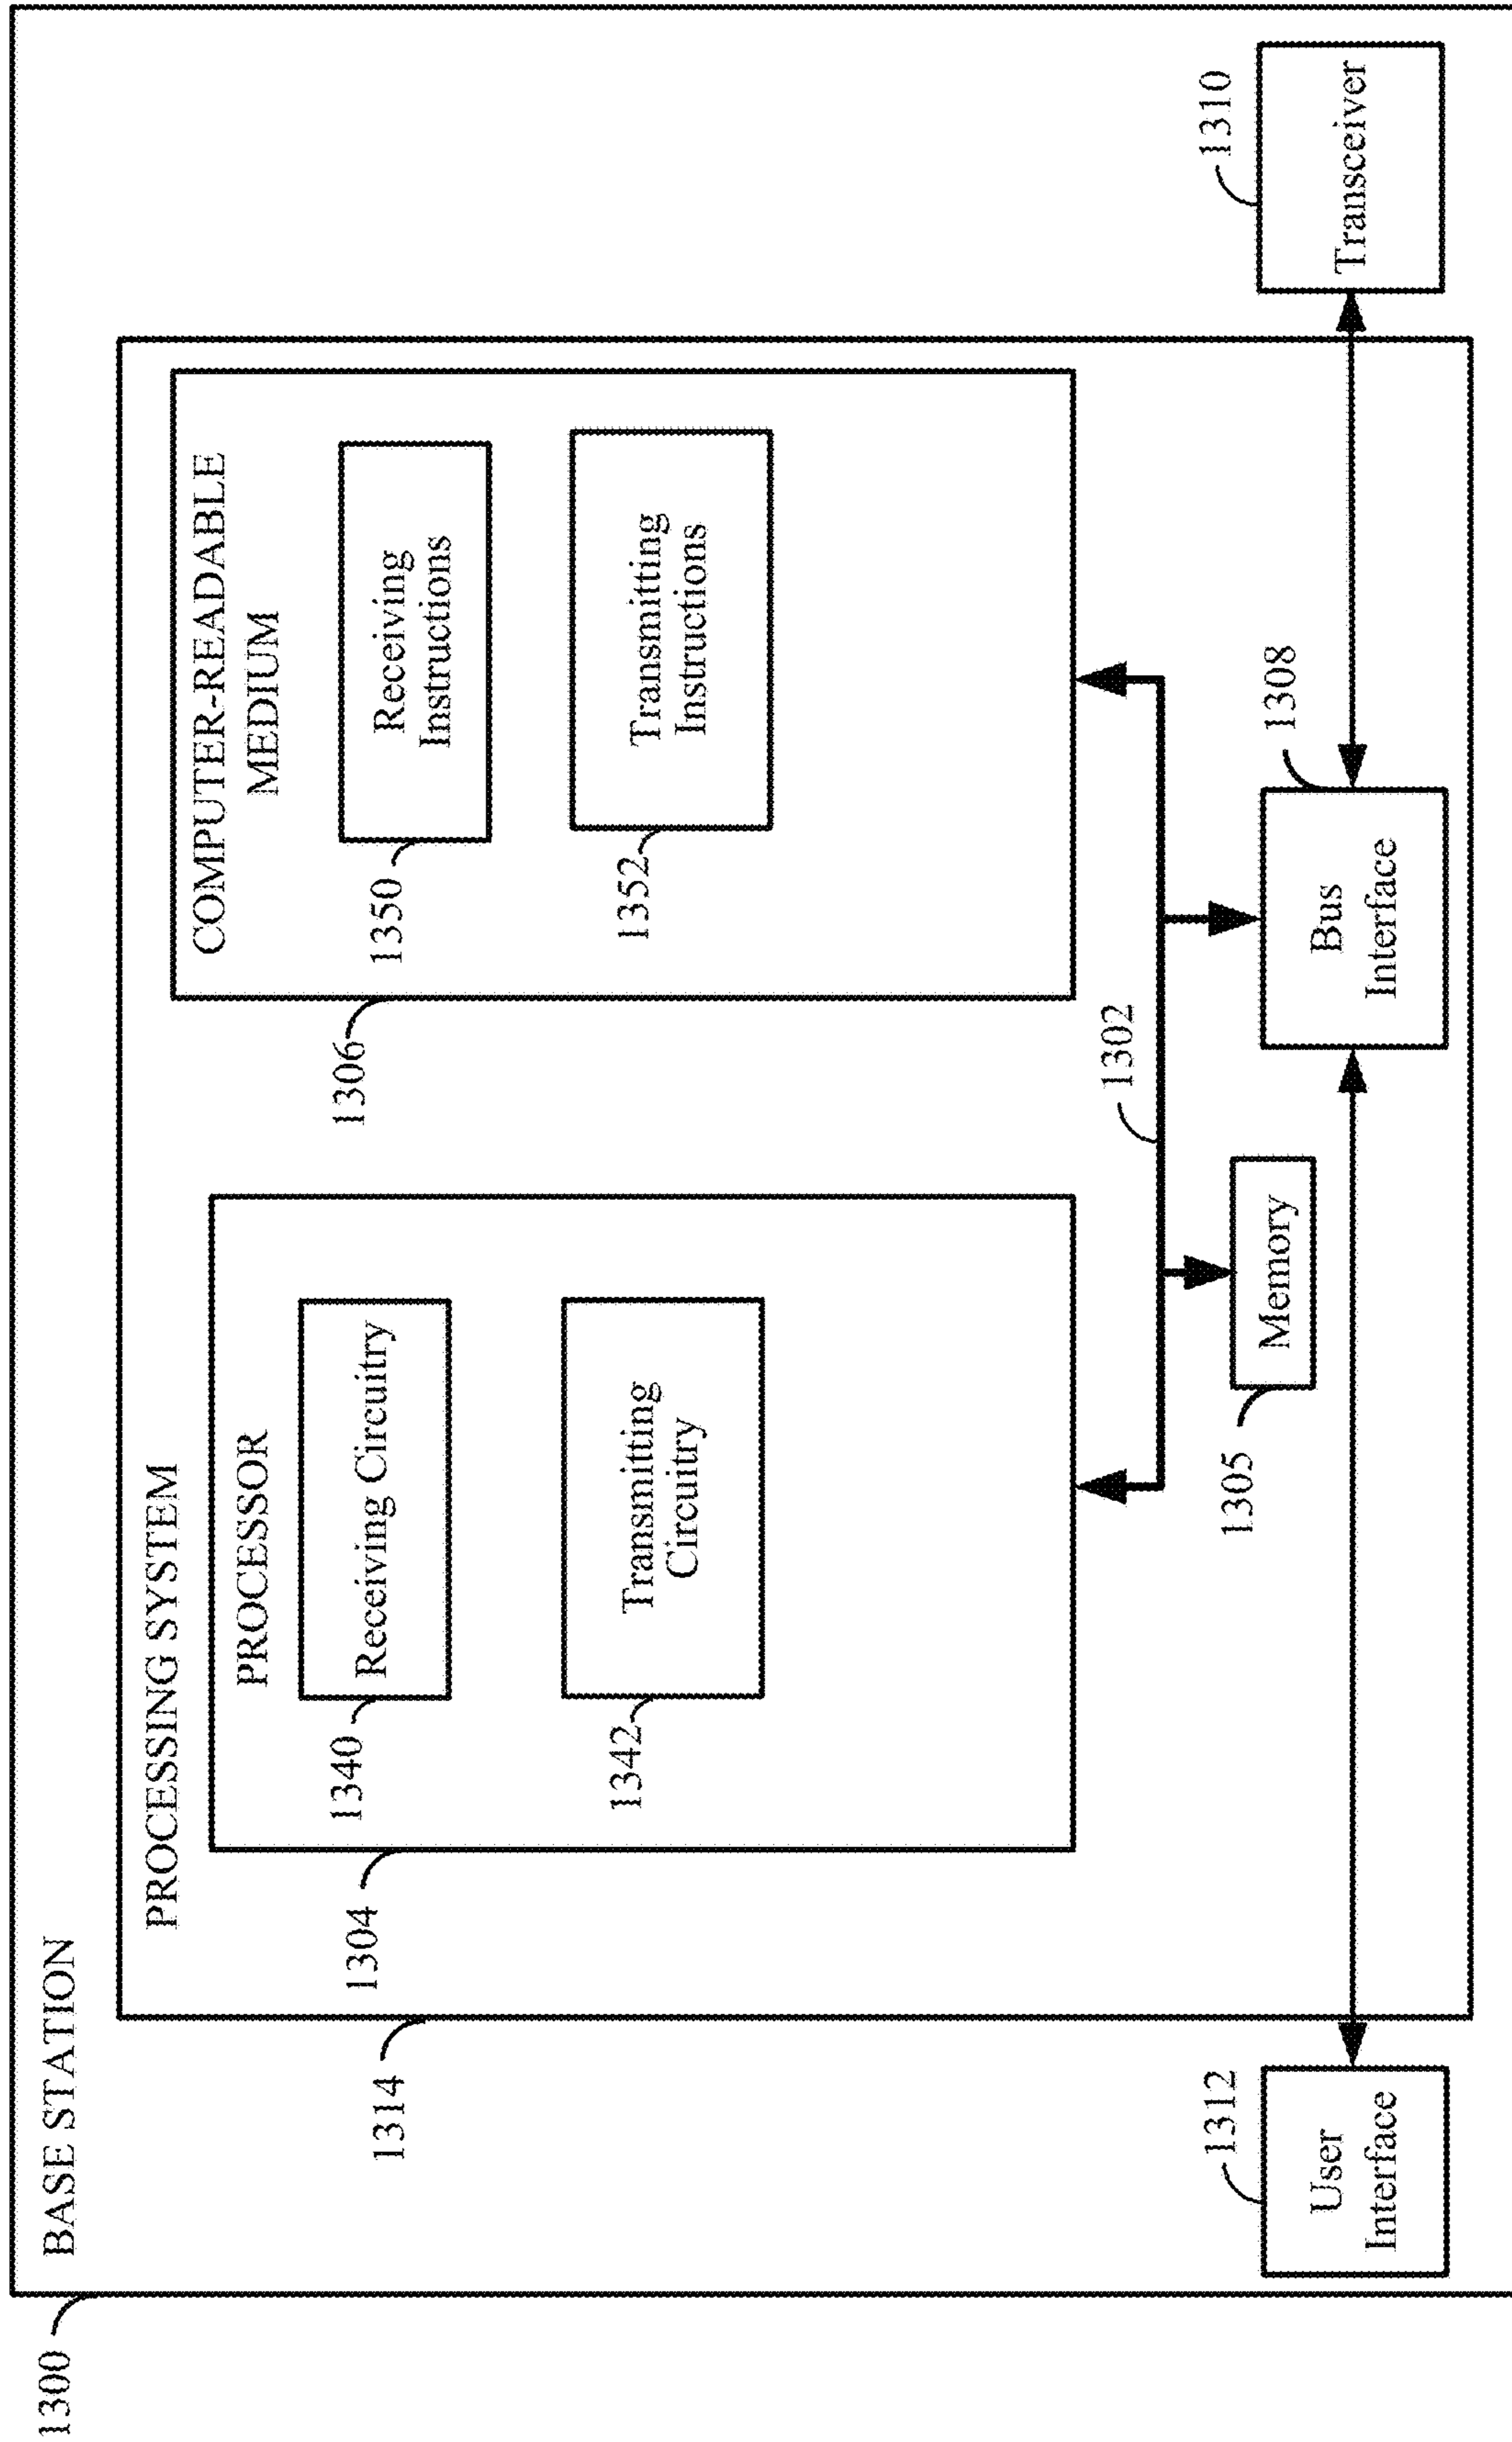 1300
BASE STATION
1314
PROCESSING SYSTEM
1304
PROCESSOR
1340
Receiving Circuitry
1342
Transmitting
Circuitry
1306
COMPUTER-READABLE
MEDIUM
1350
Receiving
Instructions
1352
Transmitting
Instructions
1302
1305
Memory
1308
Bus
Interface
1312
User
Interface
1310
Transceiver